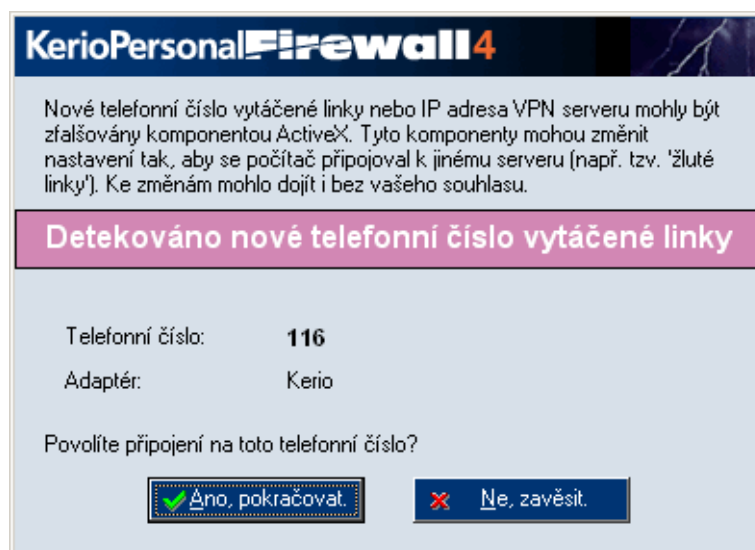 KerioPersonalFirewall4
Nové telefonní číslo vytáčené linky nebo IP adresa VPN serveru mohly být
zfalšovány komponentou ActiveX. Tyto komponenty mohou změnit
nastavení tak, aby se počítač připojoval k jinému serveru (např. tzv. 'žluté
linky'). Ke změnám mohlo dojít i bez vašeho souhlasu.
Detekováno nové telefonní číslo vytáčené linky
Telefonní číslo: 116
Adaptér: Kerio
Povolíte připojení na toto telefonní číslo?
Ano, pokračovat. Ne, zavěsit.